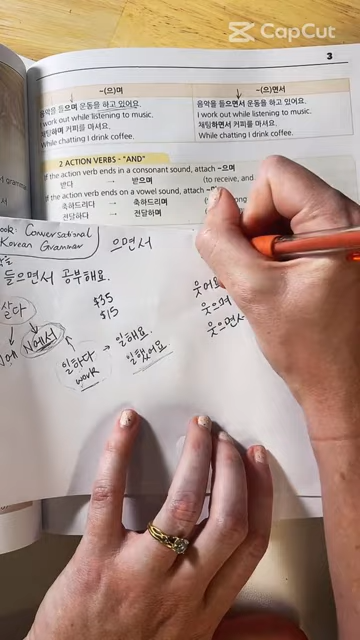 CapCut
3
-(으)며
-(으)면서
음악을 들으며 운동을 하고 있어요.
I work out while listening to music.
채팅하며 커피를 마셔요.
While chatting I drink coffee.
음악을 들으면서 운동을 하고 있어요.
I work out while listening to music.
채팅하면서 커피를 마셔요.
While chatting I drink coffee.
2 ACTION VERBS - "AND"
If the action verb ends in a consonant sound, attach -으며
받다 → 받으며 (to receive, and
If the action verb ends on a vowel sound, attach
축하드리다 → 축하드리며
전달하다 → 전달하며
Conversational
Korean Grammar
으면서
들으면서 공부해요.
$35
$15
살다
N에서
일하다
work
→ 일해요.
일했어요.
웃으며
웃으면서